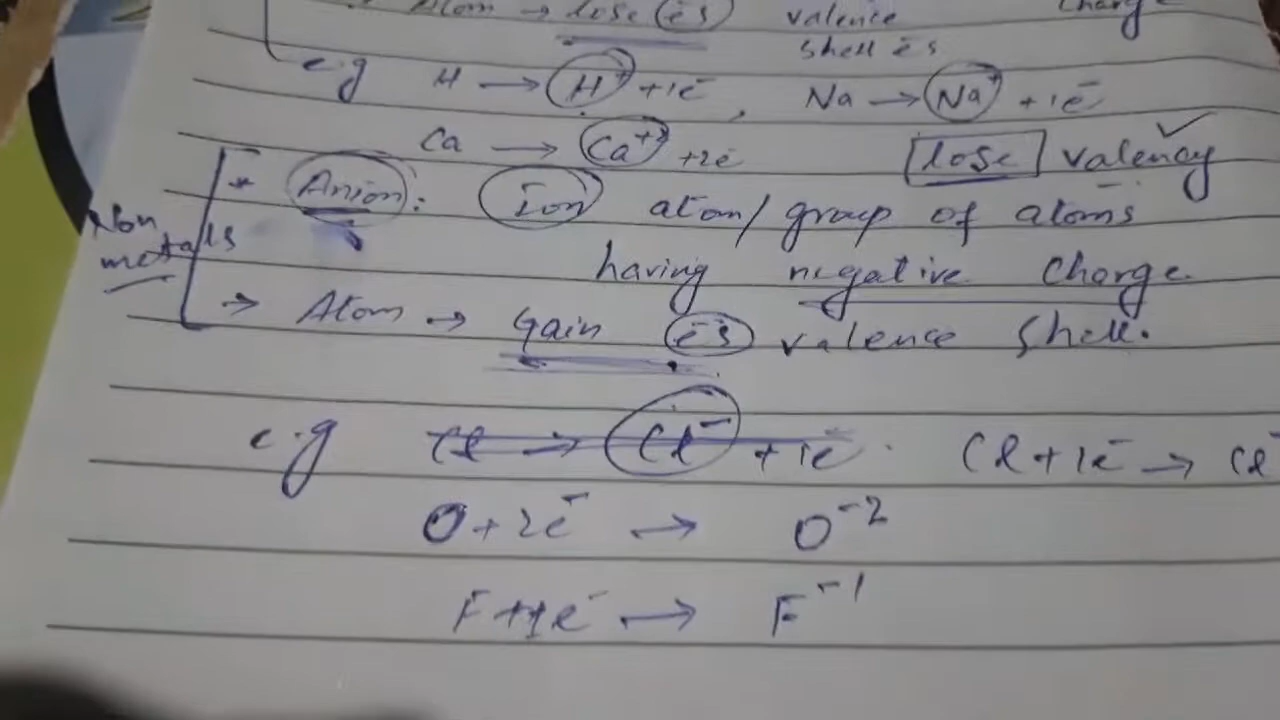 Atom → lose ēs valence charge
shell ēs
e.g H → H⁺ + 1ē , Na → Na⁺ + 1ē
Ca → Ca⁺² + 2ē lose valency ✓
* Anion: Ion atom/group of atoms
Non metals
having negative charge.
→ Atom → Gain ēs valence shell.
e.g Cl → Cl⁻ + 1ē . Cl + 1ē → Cl⁻
O + 2ē → O⁻²
F + 1ē → F⁻¹